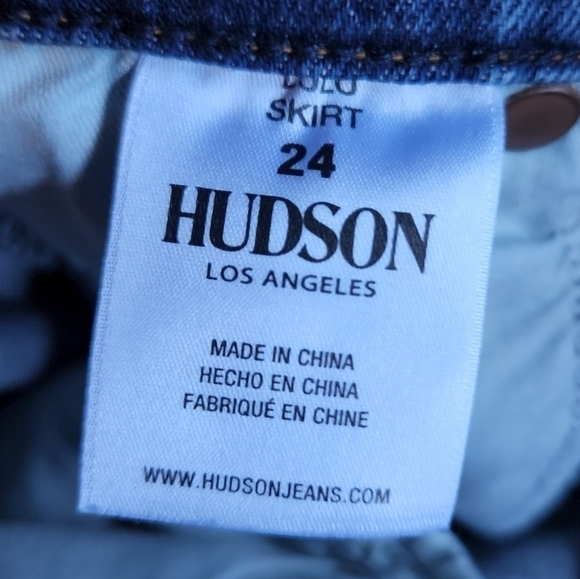 SKIRT
24
HUDSON
LOS ANGELES
MADE IN CHINA
HECHO EN CHINA
FABRIQUÉ EN CHINE
WWW.HUDSONJEANS.COM